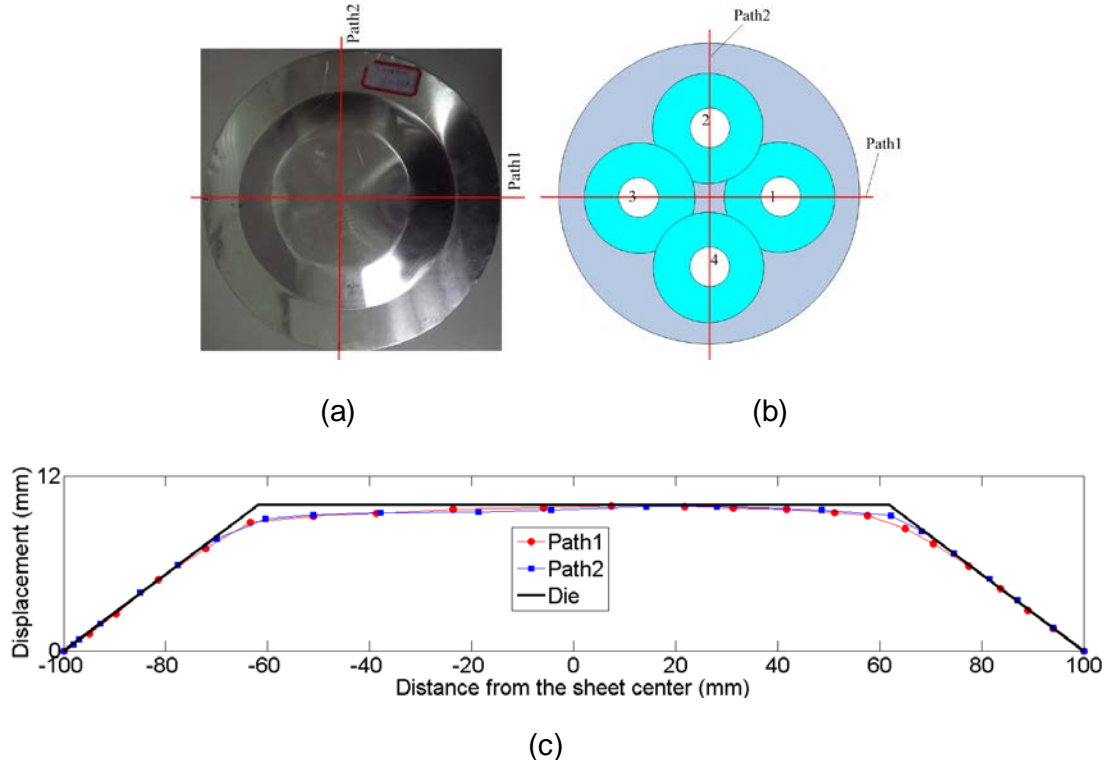 Path2
Path1
(a)
Path2
Path1
2
3
1
4
(b)
12
0
Displacement (mm)
Path1
Path2
Die
-100 -80 -60 -40 -20 0 20 40 60 80 100
Distance from the sheet center (mm)
(c)